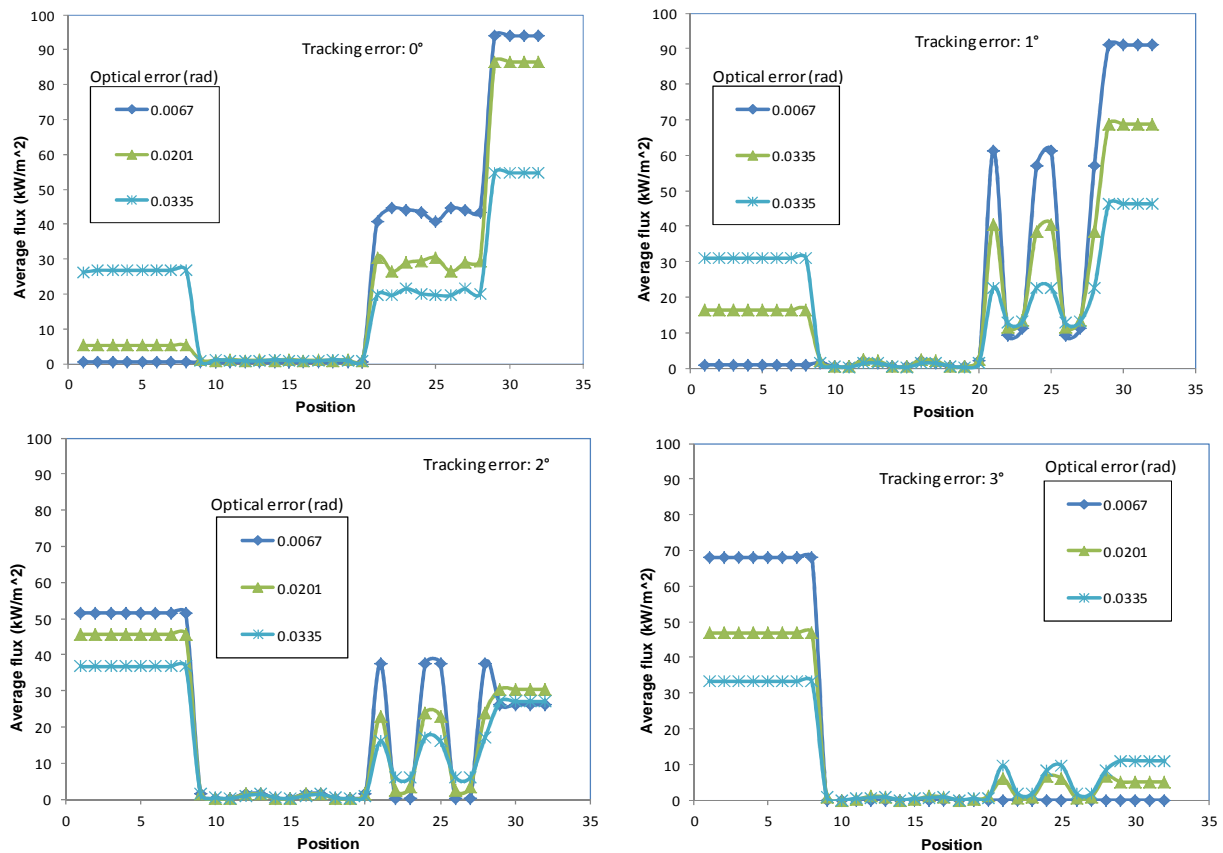 Tracking error: 0°
Optical error (rad)
0.0067
0.0201
0.0335
Average flux (kW/m^2)
100
90
80
70
60
50
40
30
20
10
0
0 5 10 15 20 25 30 35
Position
Tracking error: 1°
Optical error (rad)
0.0067
0.0335
0.0335
Average flux (kW/m^2)
100
90
80
70
60
50
40
30
20
10
0
0 5 10 15 20 25 30 35
Position
Tracking error: 2°
Optical error (rad)
0.0067
0.0201
0.0335
Average flux (kW/m^2)
100
90
80
70
60
50
40
30
20
10
0
0 5 10 15 20 25 30 35
Position
Tracking error: 3°
Optical error (rad)
0.0067
0.0201
0.0335
Average flux (kW/m^2)
100
90
80
70
60
50
40
30
20
10
0
0 5 10 15 20 25 30 35
Position